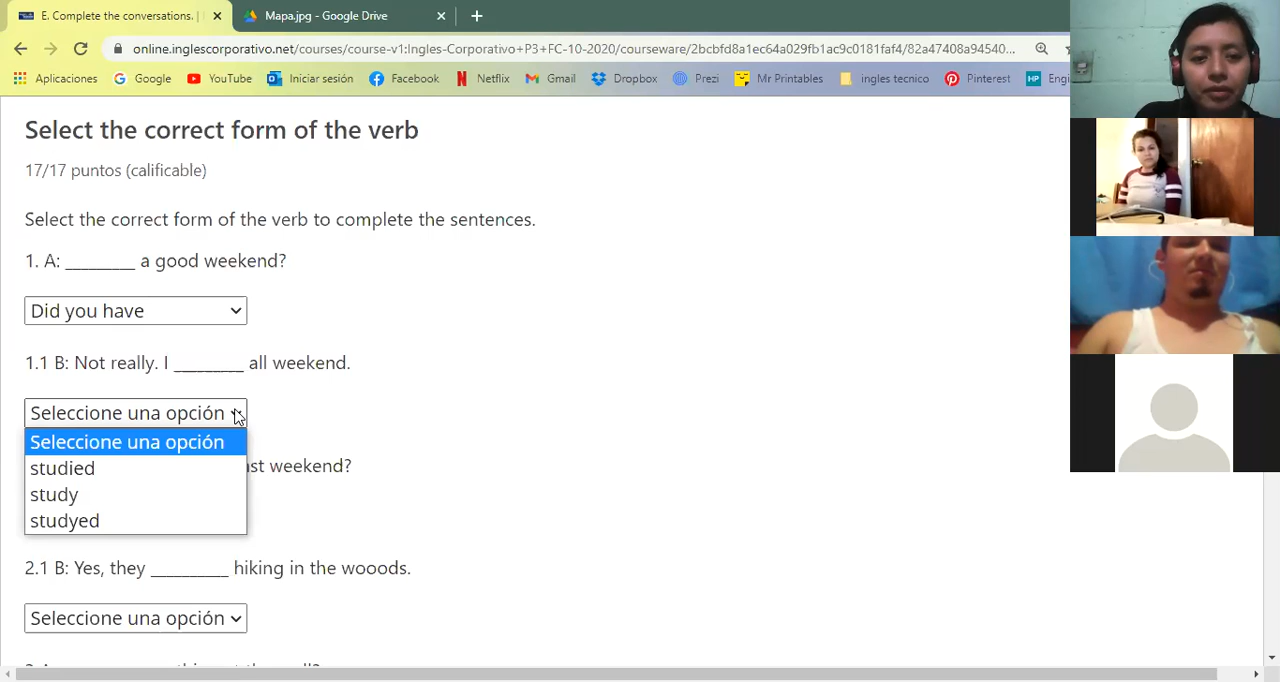 E. Complete the conversations. |
Mapa.jpg - Google Drive
online.inglescorporativo.net/courses/course-v1:Ingles-Corporativo+P3+FC-10-2020/courseware/2bcbfd8a1ec64a029fb1ac9c0181faf4/82a47408a94540...
Aplicaciones Google YouTube Iniciar sesión Facebook Netflix Gmail Dropbox Prezi Mr Printables ingles tecnico Pinterest HP Engi
Select the correct form of the verb
17/17 puntos (calificable)
Select the correct form of the verb to complete the sentences.
1. A: ________ a good weekend?
Did you have
1.1 B: Not really. I ________ all weekend.
Seleccione una opción
Seleccione una opción
studied
ast weekend?
study
studyed
2.1 B: Yes, they _________ hiking in the wooods.
Seleccione una opción